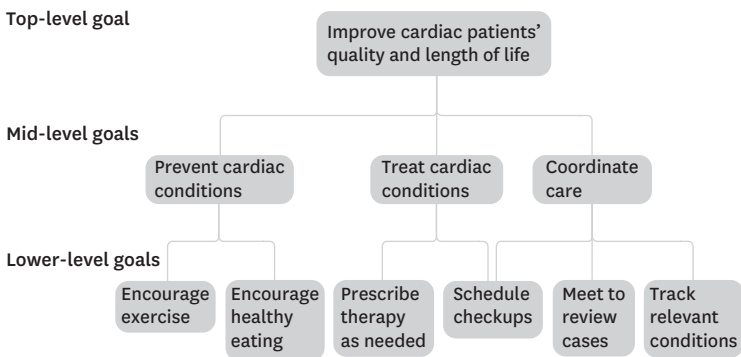 Top-level goal
Improve cardiac patients’
quality and length of life
Mid-level goals
Prevent cardiac
conditions
Treat cardiac
conditions
Coordinate
care
Lower-level goals
Encourage
exercise
Encourage
healthy
eating
Prescribe
therapy
as needed
Schedule
checkups
Meet to
review
cases
Track
relevant
conditions